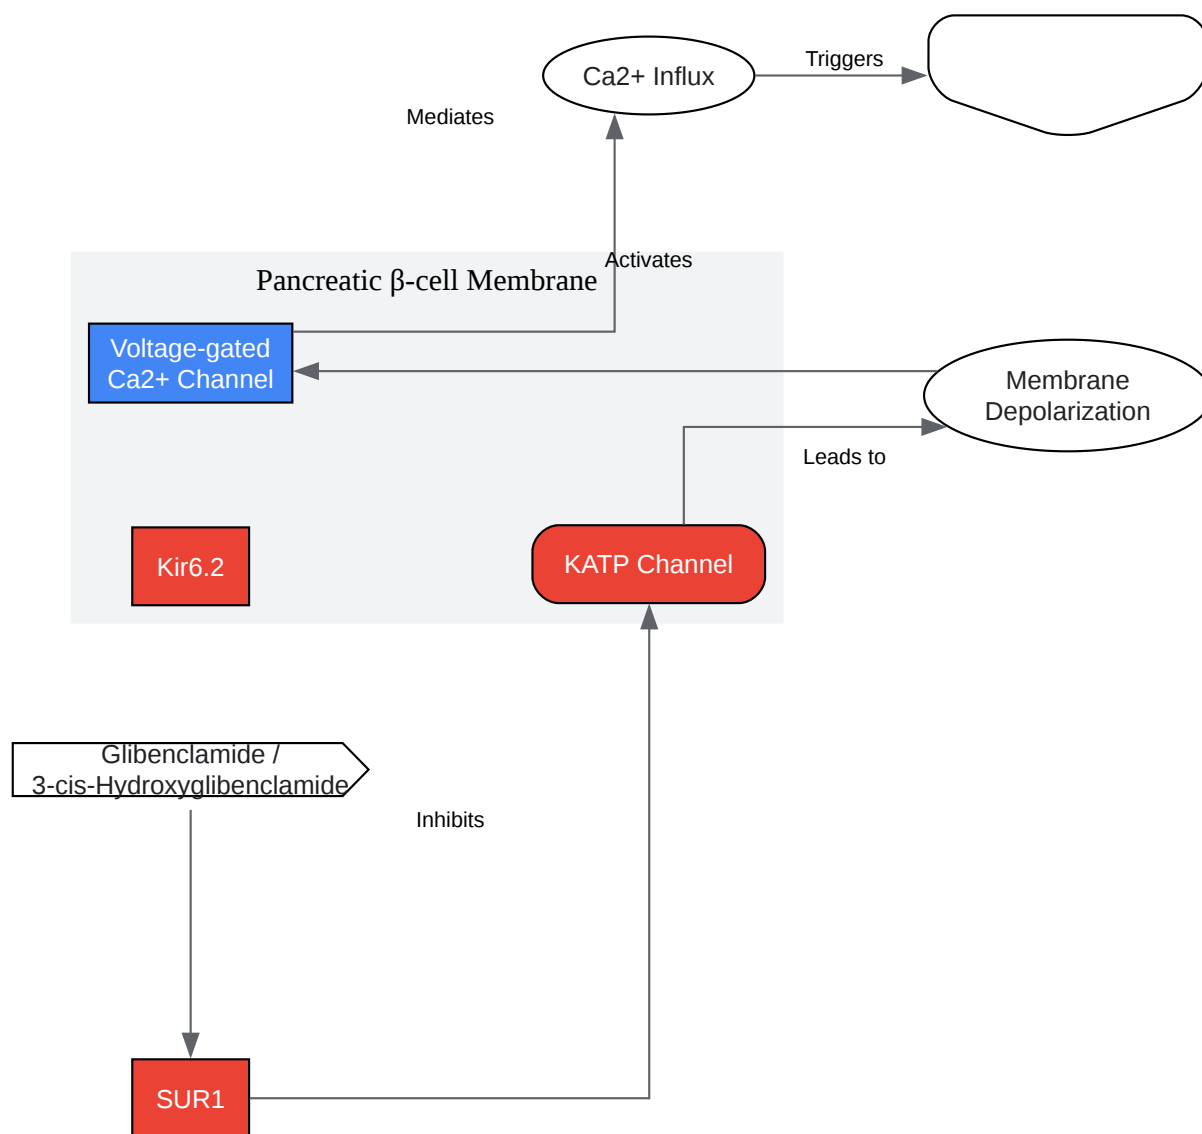 Ca2+ Influx
Triggers
Mediates
Activates
Pancreatic β-cell Membrane
Voltage-gated
Ca2+ Channel
Membrane
Depolarization
Leads to
Kir6.2
KATP Channel
Glibenclamide /
3-cis-Hydroxyglibenclamide
Inhibits
SUR1